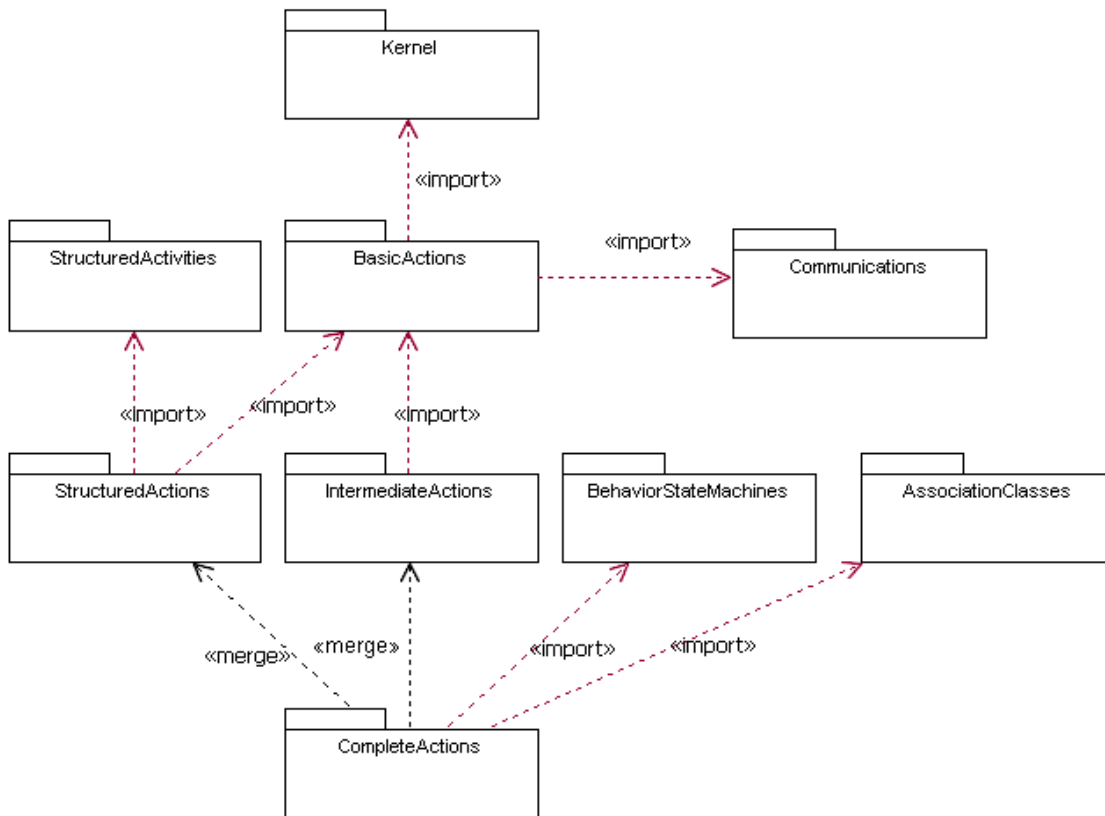 Kernel
«import»
StructuredActivities
BasicActions
«import»
Communications
«import»
«import»
«import»
StructuredActions
IntermediateActions
BehaviorStateMachines
AssociationClasses
«merge»
«merge»
«import»
«import»
CompleteActions